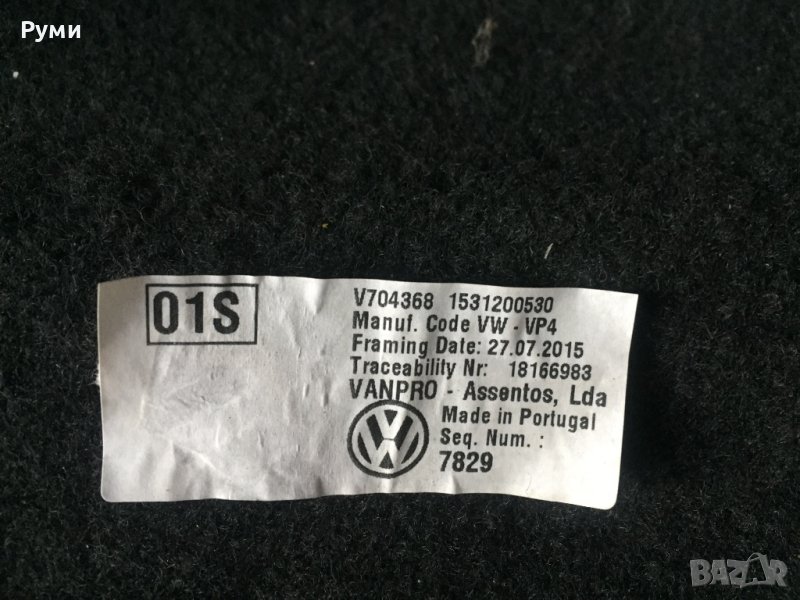 Руми
01S
V704368 1531200530
Manuf. Code VW - VP4
Framing Date: 27.07.2015
Traceability Nr: 18166983
VANPRO - Assentos, Lda
Made in Portugal
Seq. Num. :
7829
BAZAR